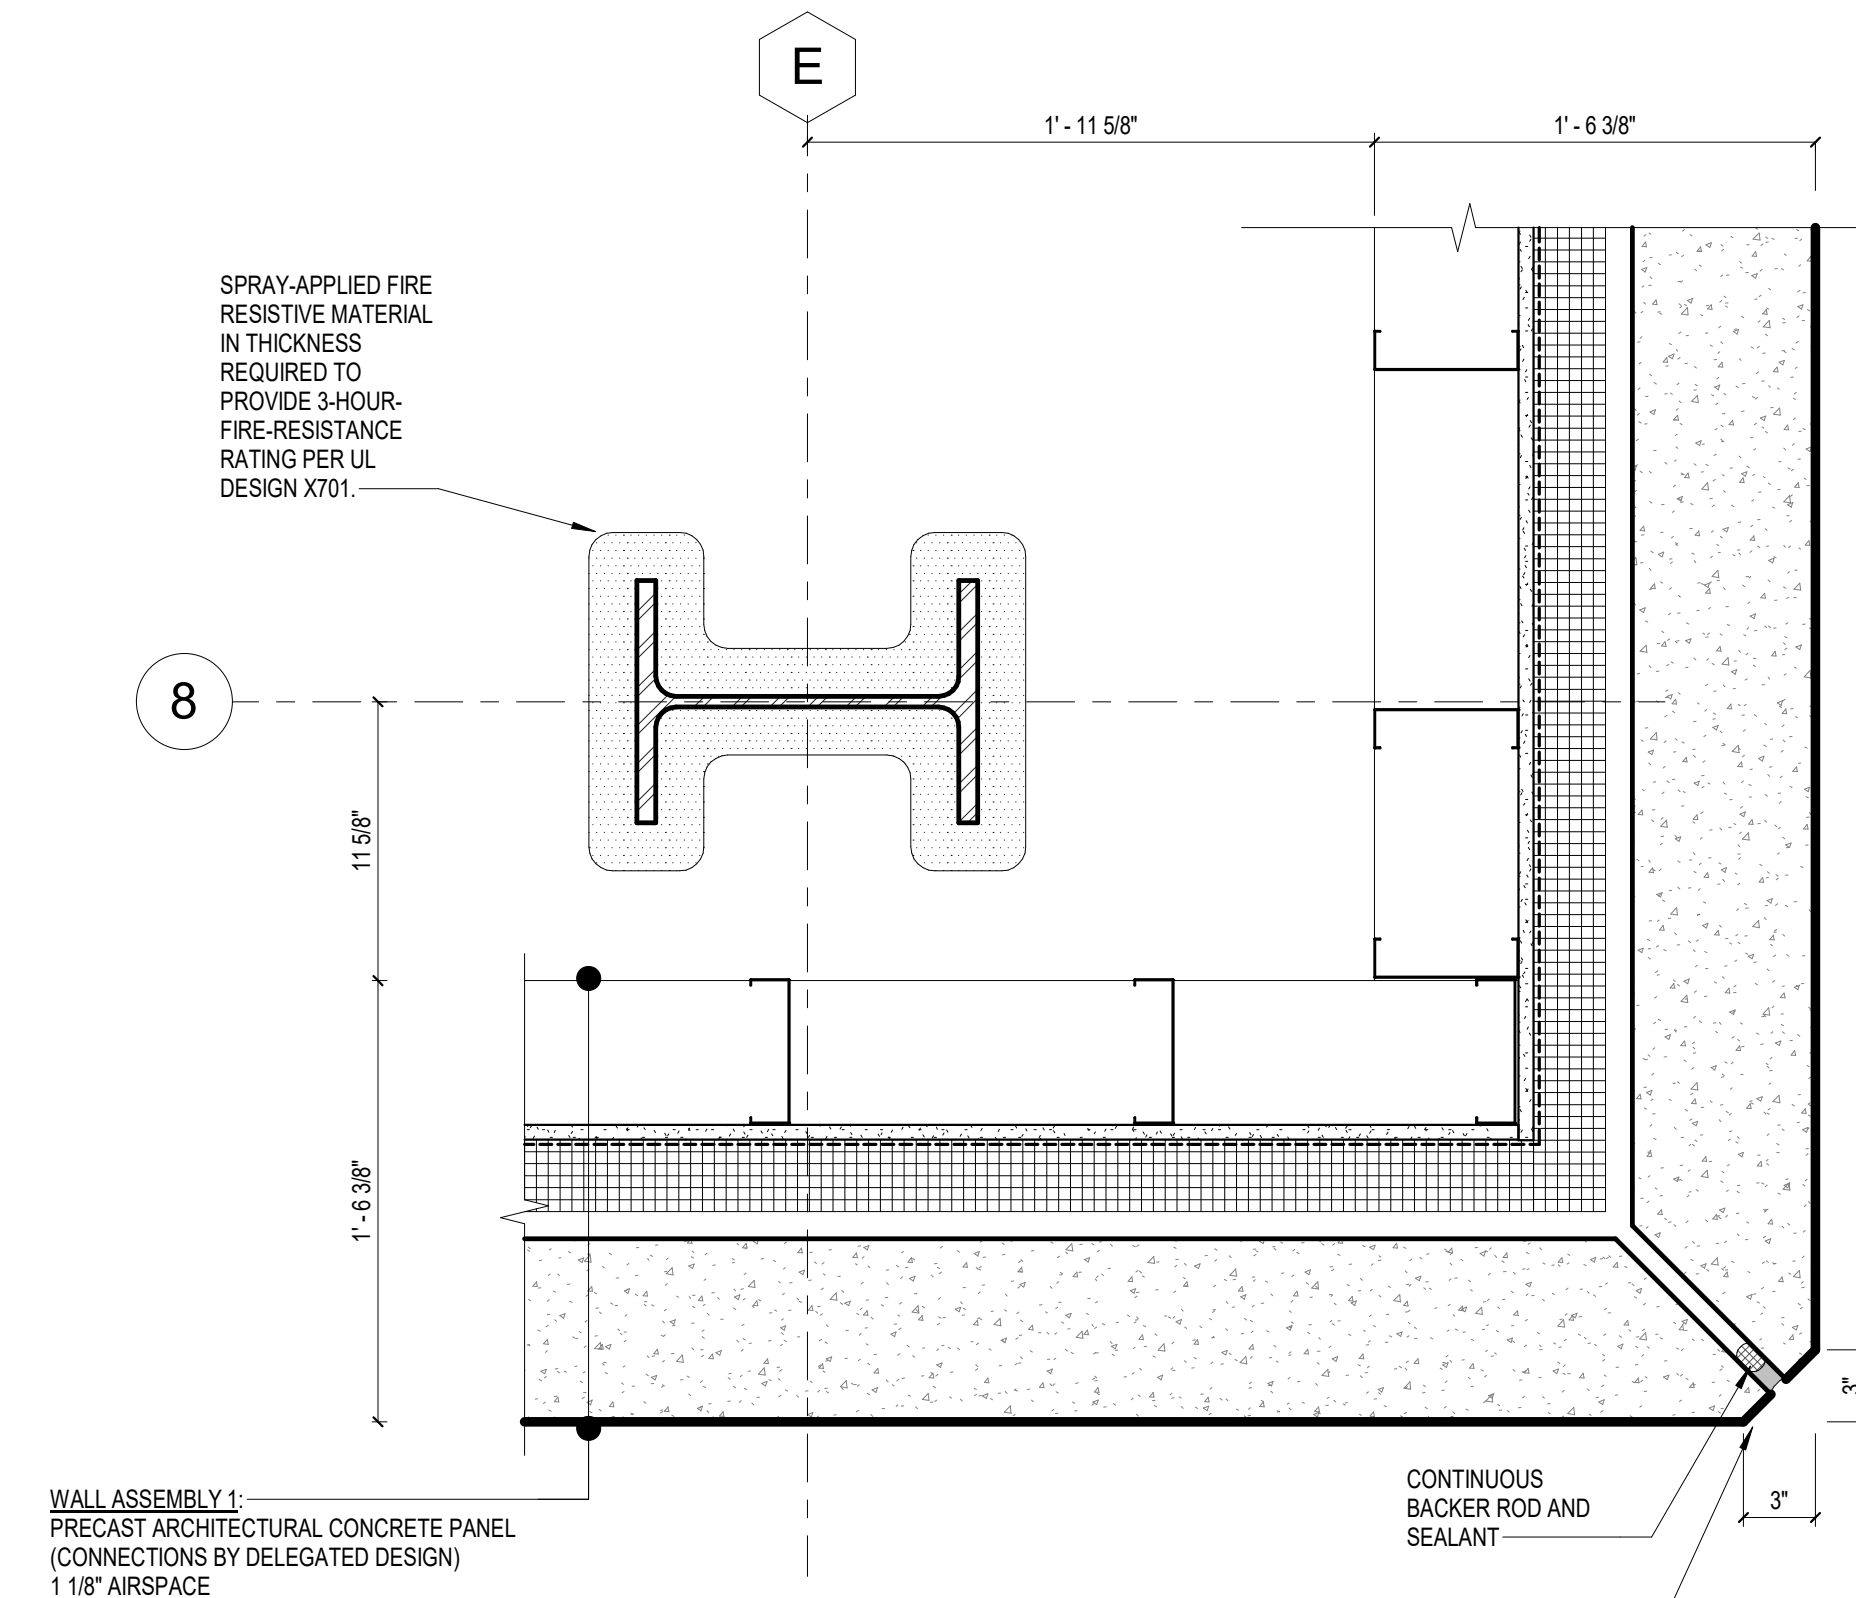 E
1' - 11 5/8"
1' - 6 3/8"
SPRAY-APPLIED FIRE
RESISTIVE MATERIAL
IN THICKNESS
REQUIRED TO
PROVIDE 3-HOUR-
FIRE-RESISTANCE
RATING PER UL
DESIGN X701.
8
11 5/8"
1' - 6 3/8"
3"
3"
CONTINUOUS
BACKER ROD AND
SEALANT
WALL ASSEMBLY 1:
PRECAST ARCHITECTURAL CONCRETE PANEL
(CONNECTIONS BY DELEGATED DESIGN)
1 1/8" AIRSPACE